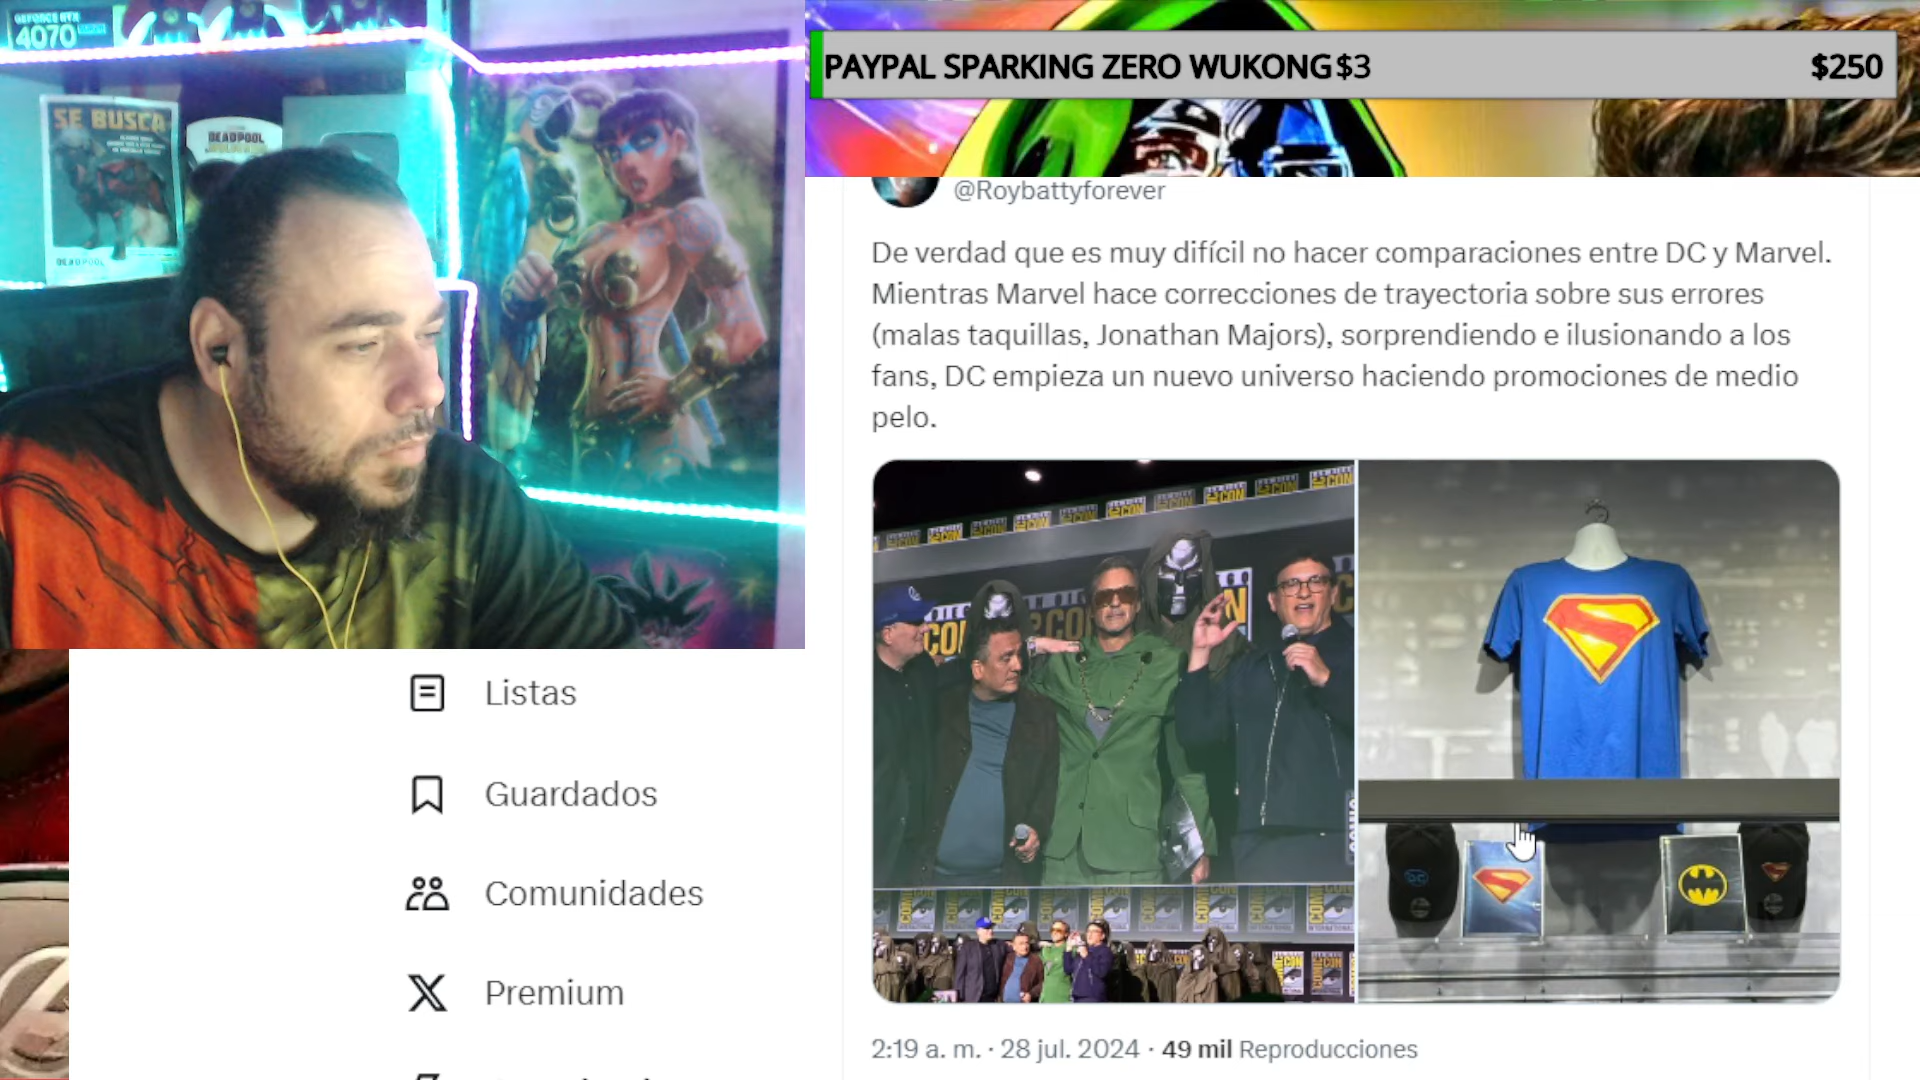 GEFORCE RTX
4070
SE BUSCA
DEADPOOL
DEADPOOL
PAYPAL SPARKING ZERO WUKONG $3
$250
@Roybattyforever
De verdad que es muy difícil no hacer comparaciones entre DC y Marvel.
Mientras Marvel hace correcciones de trayectoria sobre sus errores
(malas taquillas, Jonathan Majors), sorprendiendo e ilusionando a los
fans, DC empieza un nuevo universo haciendo promociones de medio
pelo.
2:19 a. m. · 28 jul. 2024 · 49 mil Reproducciones
Listas
Guardados
Comunidades
Premium